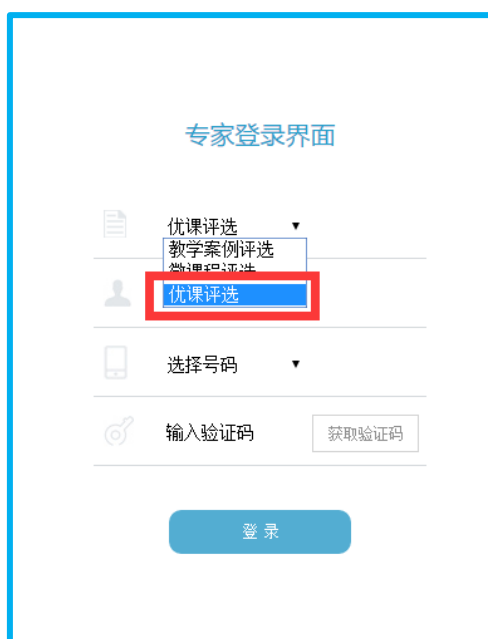 专家登录界面
优课评选
教学案例评选
微课程评选
优课评选
选择号码
输入验证码 获取验证码
登 录